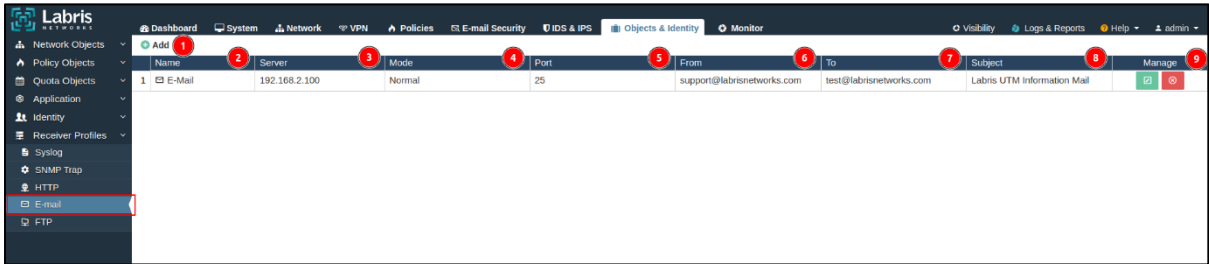 Labris
NETWORKS
Dashboard System Network VPN Policies E-mail Security IDS & IPS Objects & Identity Monitor Visibility Logs & Reports Help admin
Network Objects
Policy Objects
Quota Objects
Application
Identity
Receiver Profiles
Syslog
SNMP Trap
HTTP
E-mail
FTP
Add 1
Name 2 Server 3 Mode 4 Port 5 From 6 To 7 Subject 8 Manage 9
1 E-Mail 192.168.2.100 Normal 25 support@labrisnetworks.com test@labrisnetworks.com Labris UTM Information Mail